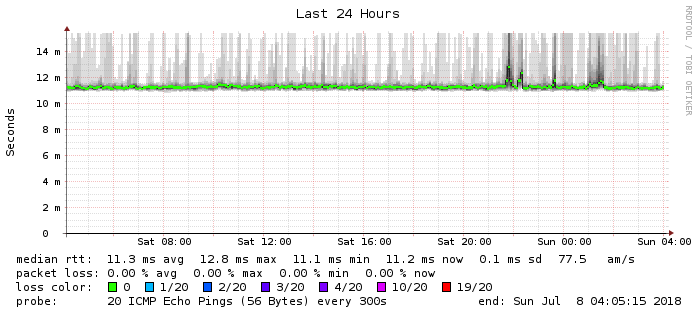 Last 24 Hours
RRDTOOL / TOBI OETIKER
Seconds
14 m
12 m
10 m
8 m
6 m
4 m
2 m
0
Sat 08:00 Sat 12:00 Sat 16:00 Sat 20:00 Sun 00:00 Sun 04:00
median rtt: 11.3 ms avg 12.8 ms max 11.1 ms min 11.2 ms now 0.1 ms sd 77.5 am/s
packet loss: 0.00 % avg 0.00 % max 0.00 % min 0.00 % now
loss color: 0 1/20 2/20 3/20 4/20 10/20 19/20
probe: 20 ICMP Echo Pings (56 Bytes) every 300s end: Sun Jul 8 04:05:15 2018